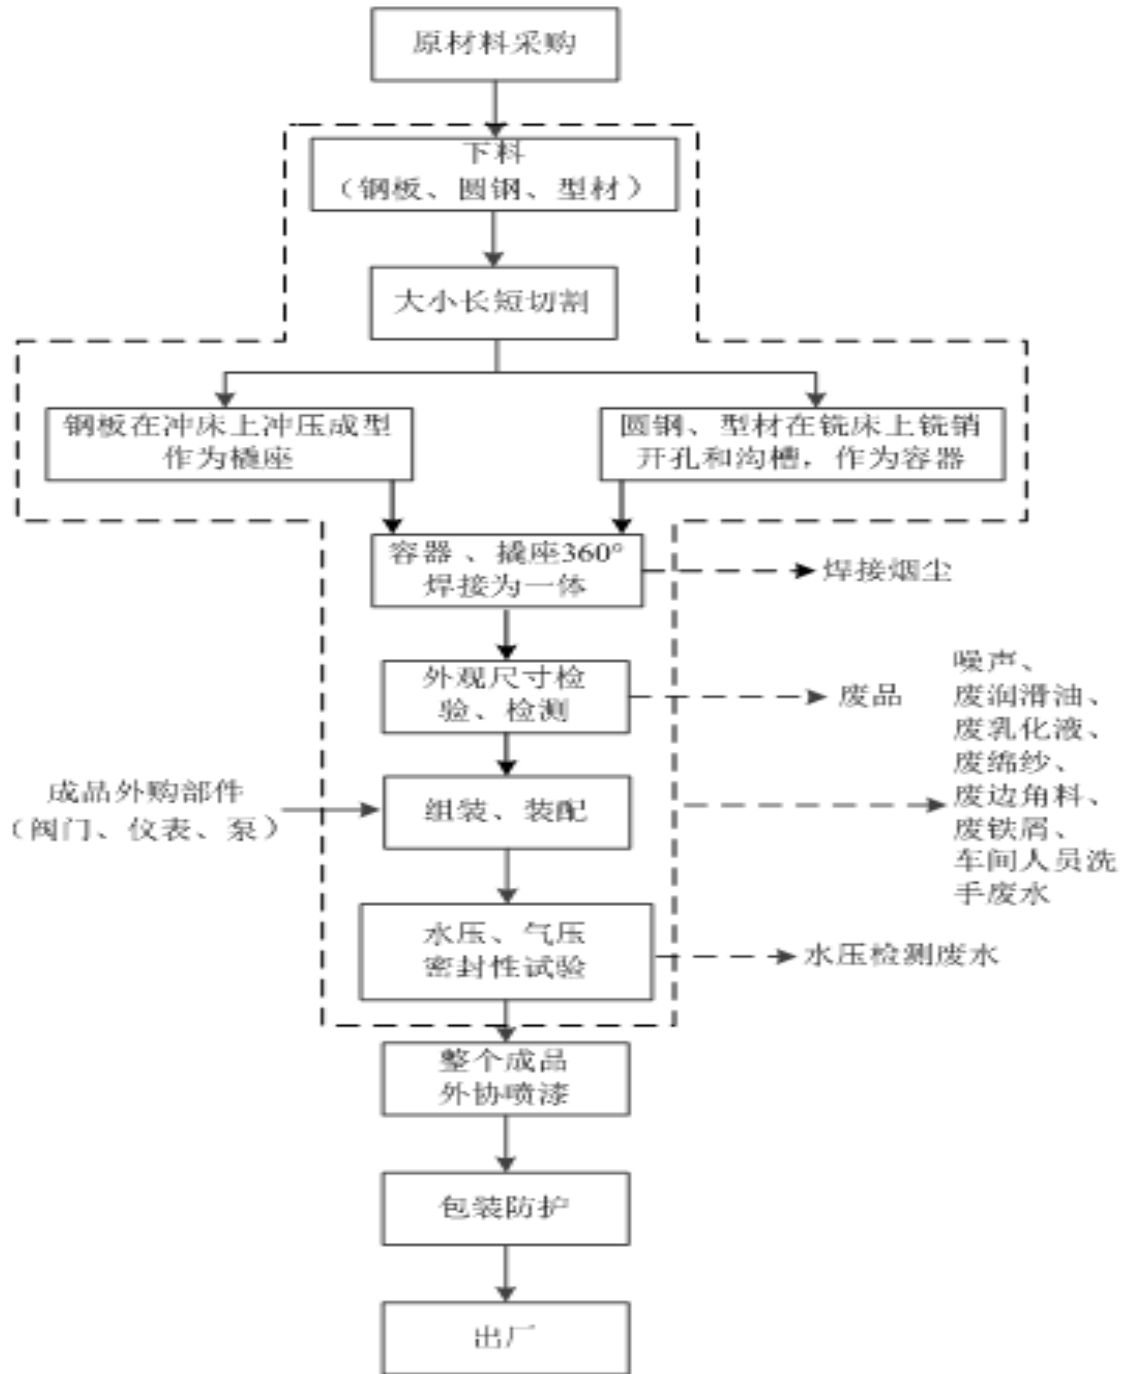 原材料采购
下料
（钢板、圆钢、型材）
大小长短切割
钢板在冲床上冲压成型
作为橇座
圆钢、型材在铣床上铣销
开孔和沟槽，作为容器
容器 、撬座360°
焊接为一体
焊接烟尘
外观尺寸检
验、检测
废品
噪声、
废润滑油、
废乳化液、
废绵纱、
废边角料、
废铁屑、
车间人员洗
手废水
成品外购部件
（阀门、仪表、泵）
组装、装配
水压、气压
密封性试验
水压检测废水
整个成品
外协喷漆
包装防护
出厂